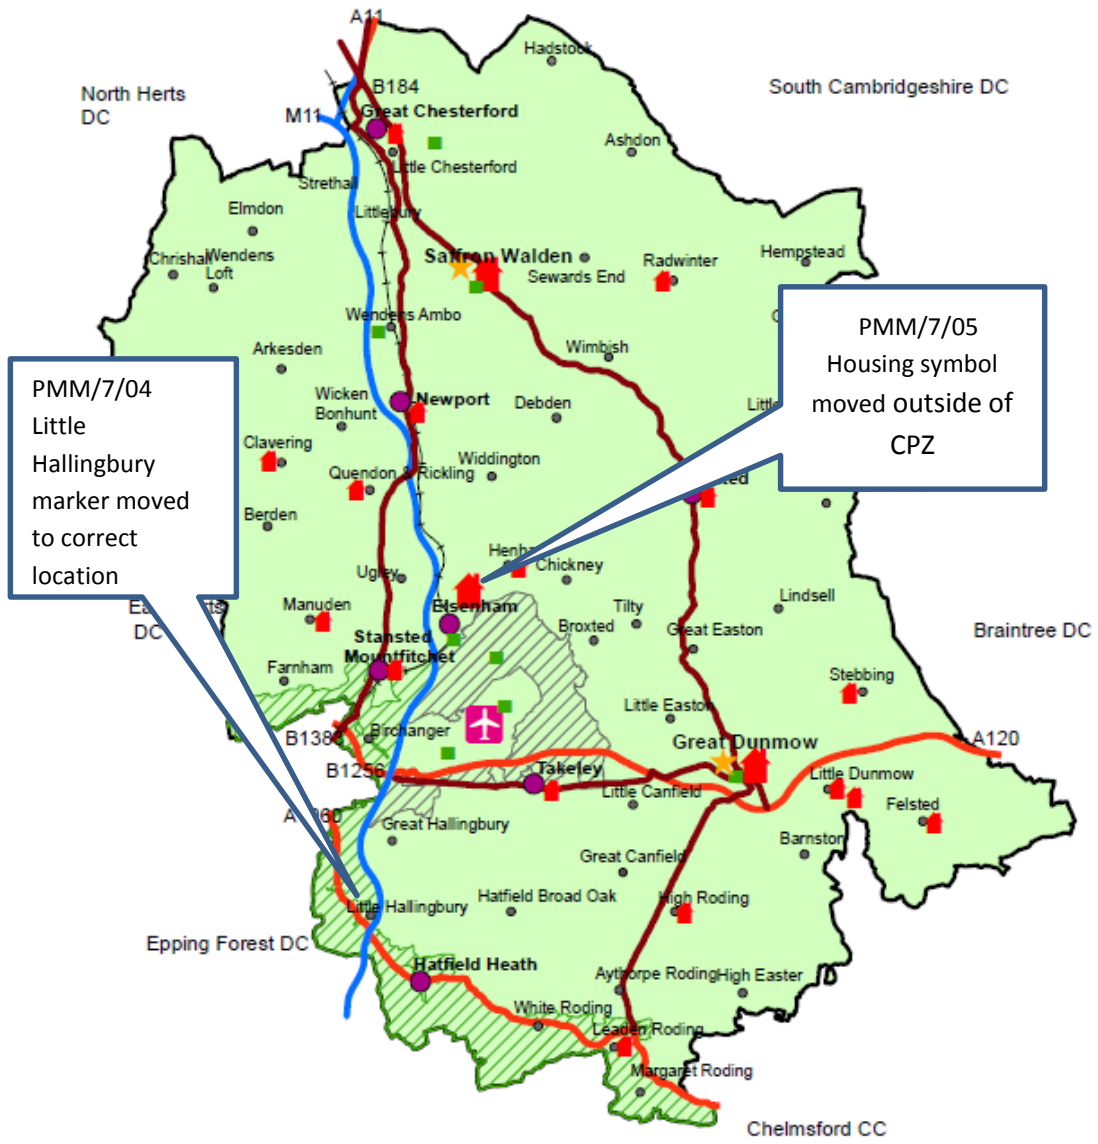 A11
Hadstock
North Herts
DC
B184
South Cambridgeshire DC
M11
Great Chesterford
Ashdon
Little Chesterford
Strethall
Elmdon
Littlebury
Saffron Walden
Hempstead
Chrishall
Wendens
Loft
Sewards End
Radwinter
Wendens Ambo
PMM/7/05
Housing symbol
moved outside of
CPZ
Arkesden
Wimbish
PMM/7/04
Little
Hallingbury
marker moved
to correct
location
Wicken
Bonhunt
Newport
Debden
Clavering
Quendon & Rickling
Widdington
Berden
Ugley
Chickney
Manuden
DC
Elsenham
Tilty
Lindsell
Broxted
Great Easton
Braintree DC
Stansted
Mountfitchet
Farnham
Stebbing
Little Easton
B1383
Birchanger
Great Dunmow
A120
B1256
Takeley
Little Dunmow
Little Canfield
Felsted
Great Hallingbury
Barnston
Great Canfield
Little Hallingbury
Hatfield Broad Oak
High Roding
Epping Forest DC
Hatfield Heath
Aythorpe Roding
High Easter
White Roding
Leaden Roding
Margaret Roding
Chelmsford CC